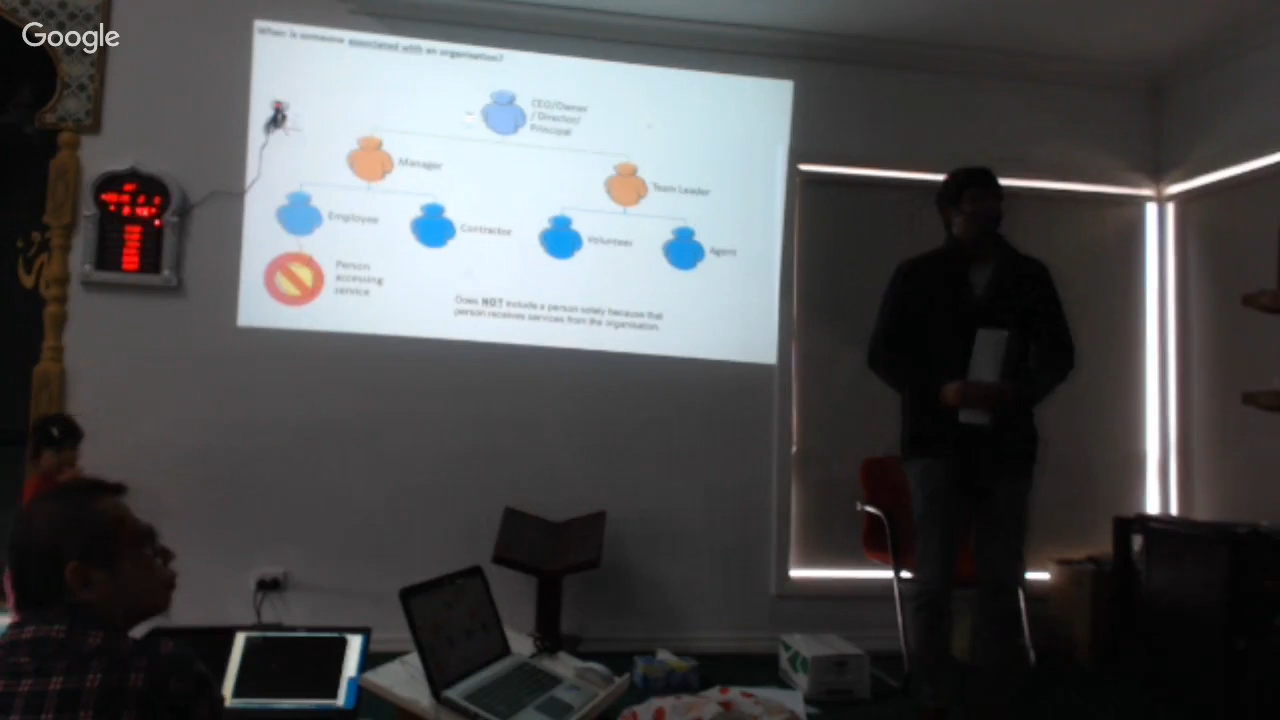 Google
When is someone associated with an organisation?
CEO/Owner
/ Director/
Principal
Manager
Team Leader
Employee
Contractor
Volunteer
Agent
Person
accessing
service
Does NOT include a person solely because that
person receives services from the organisation.